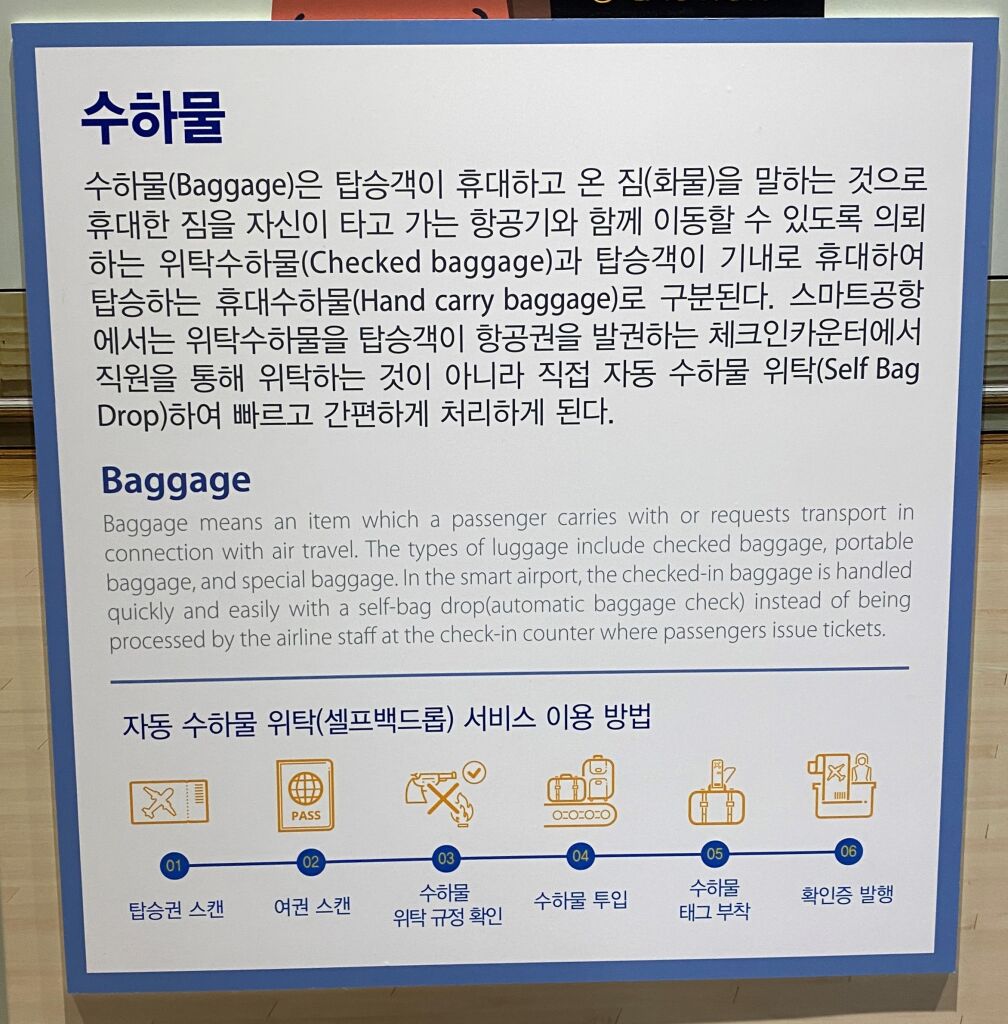 수하물
수하물(Baggage)은 탑승객이 휴대하고 온 짐(화물)을 말하는 것으로
휴대한 짐을 자신이 타고 가는 항공기와 함께 이동할 수 있도록 의뢰
하는 위탁수하물(Checked baggage)과 탑승객이 기내로 휴대하여
탑승하는 휴대수하물(Hand carry baggage)로 구분된다. 스마트공항
에서는 위탁수하물을 탑승객이 항공권을 발권하는 체크인카운터에서
직원을 통해 위탁하는 것이 아니라 직접 자동 수하물 위탁(Self Bag
Drop)하여 빠르고 간편하게 처리하게 된다.
Baggage
Baggage means an item which a passenger carries with or requests transport in
connection with air travel. The types of luggage include checked baggage, portable
baggage, and special baggage. In the smart airport, the checked-in baggage is handled
quickly and easily with a self-bag drop(automatic baggage check) instead of being
processed by the airline staff at the check-in counter where passengers issue tickets.
자동 수하물 위탁(셀프백드롭) 서비스 이용 방법
PASS
01 02 03 04 05 06
탑승권 스캔
여권 스캔
수하물
위탁 규정 확인
수하물 투입
수하물
태그 부착
확인증 발행